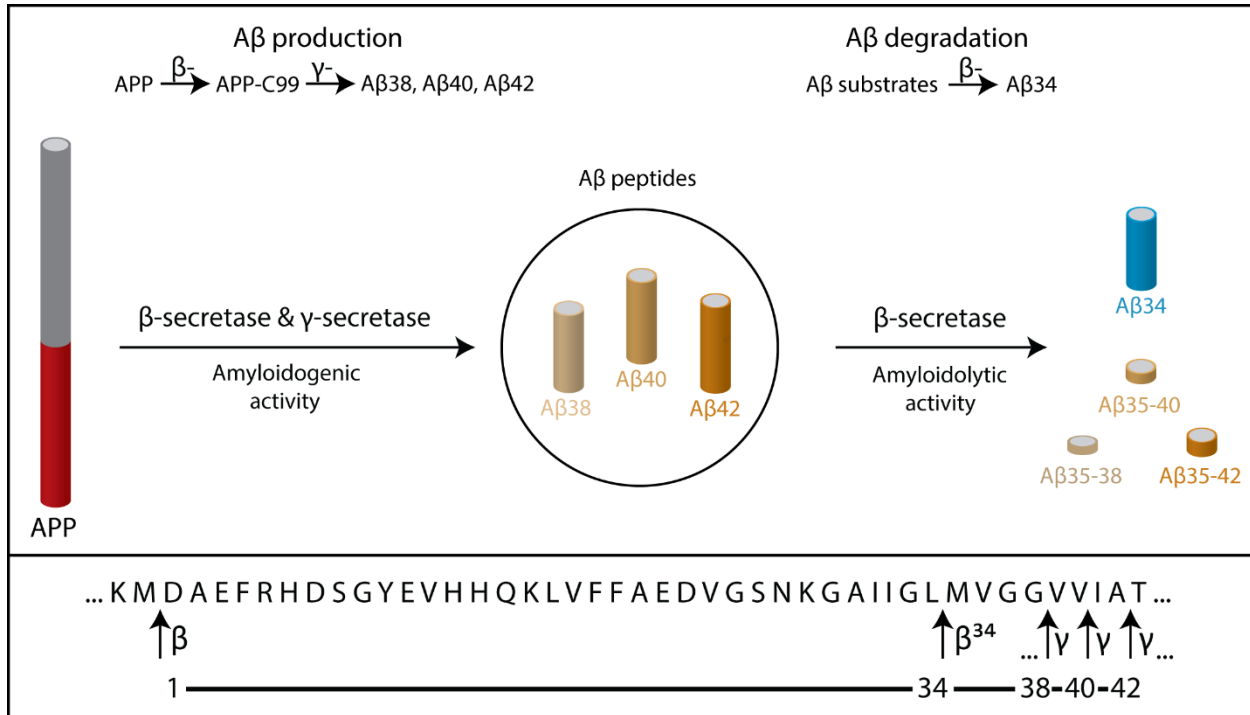 Aβ production
β- γ-
APP APP-C99 Aβ38, Aβ40, Aβ42
Aβ degradation
β-
Aβ substrates Aβ34
Aβ peptides
β-secretase & γ-secretase
Amyloidogenic
activity
Aβ38
Aβ40
Aβ42
β-secretase
Amyloidolytic
activity
Aβ34
Aβ35-40
Aβ35-38
Aβ35-42
APP
... K M D A E F R H D S G Y E V H H Q K L V F F A E D V G S N K G A I I G L M V G G V V I A T ...
β β³⁴ ... γ γ γ ...
1 34 38 40 42